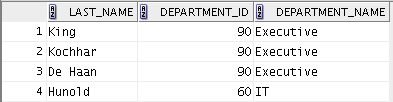 LAST_NAME DEPARTMENT_ID DEPARTMENT_NAME
1 King 90 Executive
2 Kochhar 90 Executive
3 De Haan 90 Executive
4 Hunold 60 IT